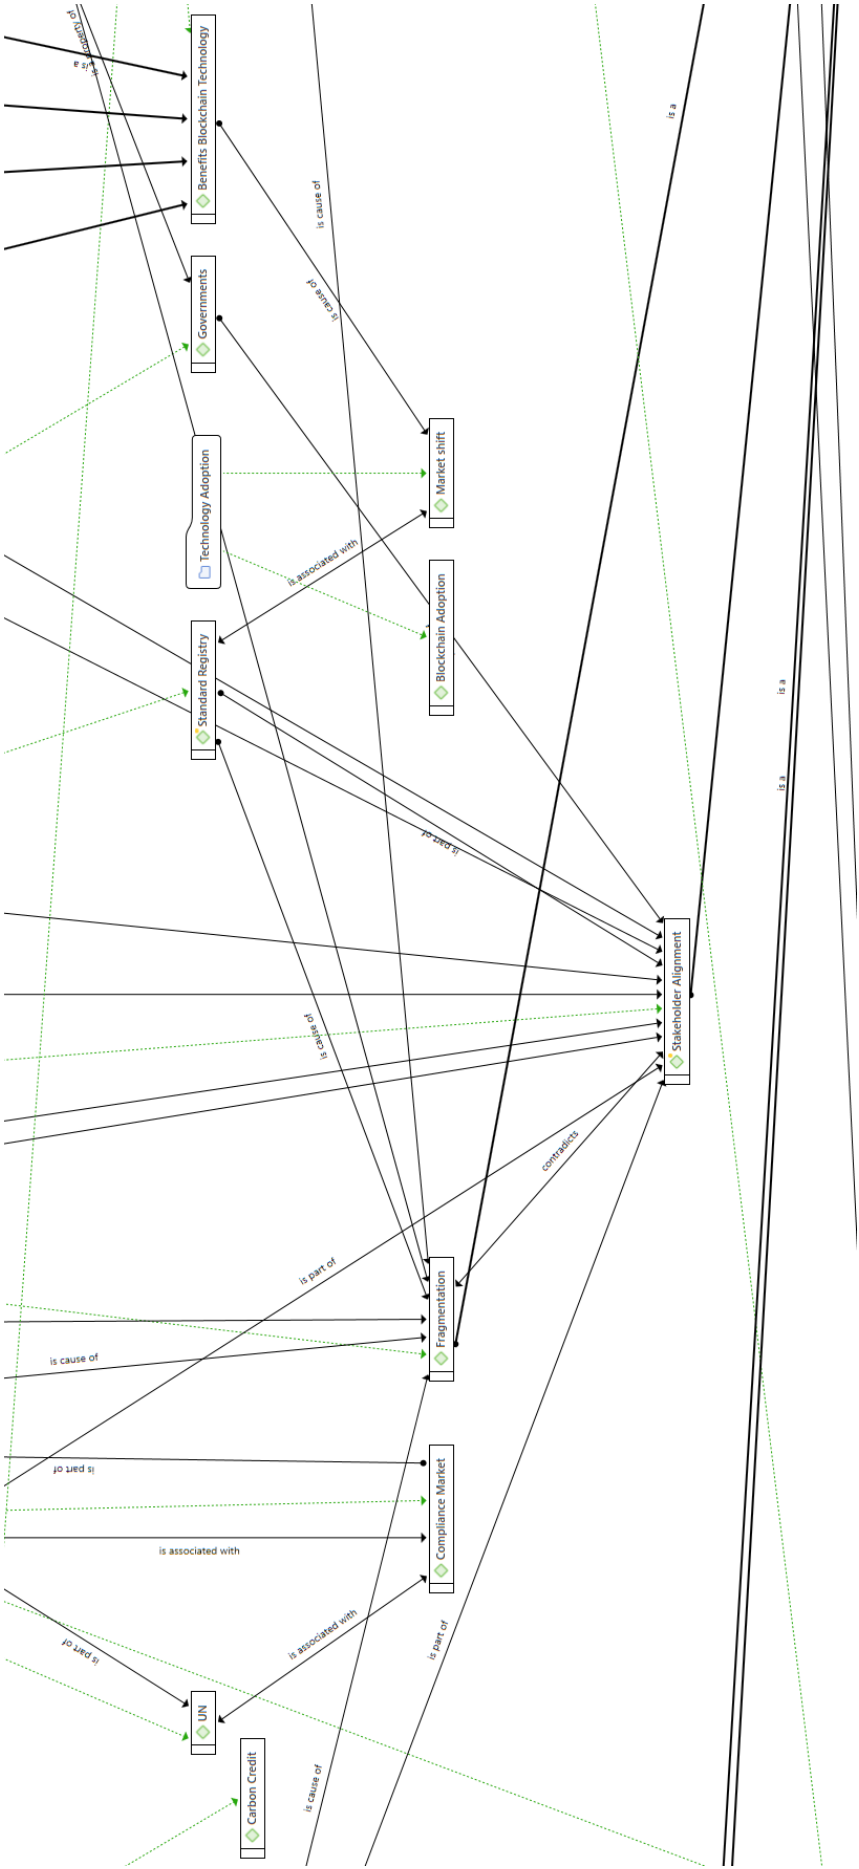 is property of
is a
is a
Benefits Blockchain Technology
is cause of
is cause of
Governments
Market shift
Technology Adoption
is associated with
Blockchain Adoption
Standard Registry
is a
is a
is part of
Stakeholder Alignment
is cause of
contradicts
is part of
Fragmentation
is cause of
is part of
Compliance Market
is associated with
is associated with
is part of
is part of
UN
Carbon Credit
is cause of